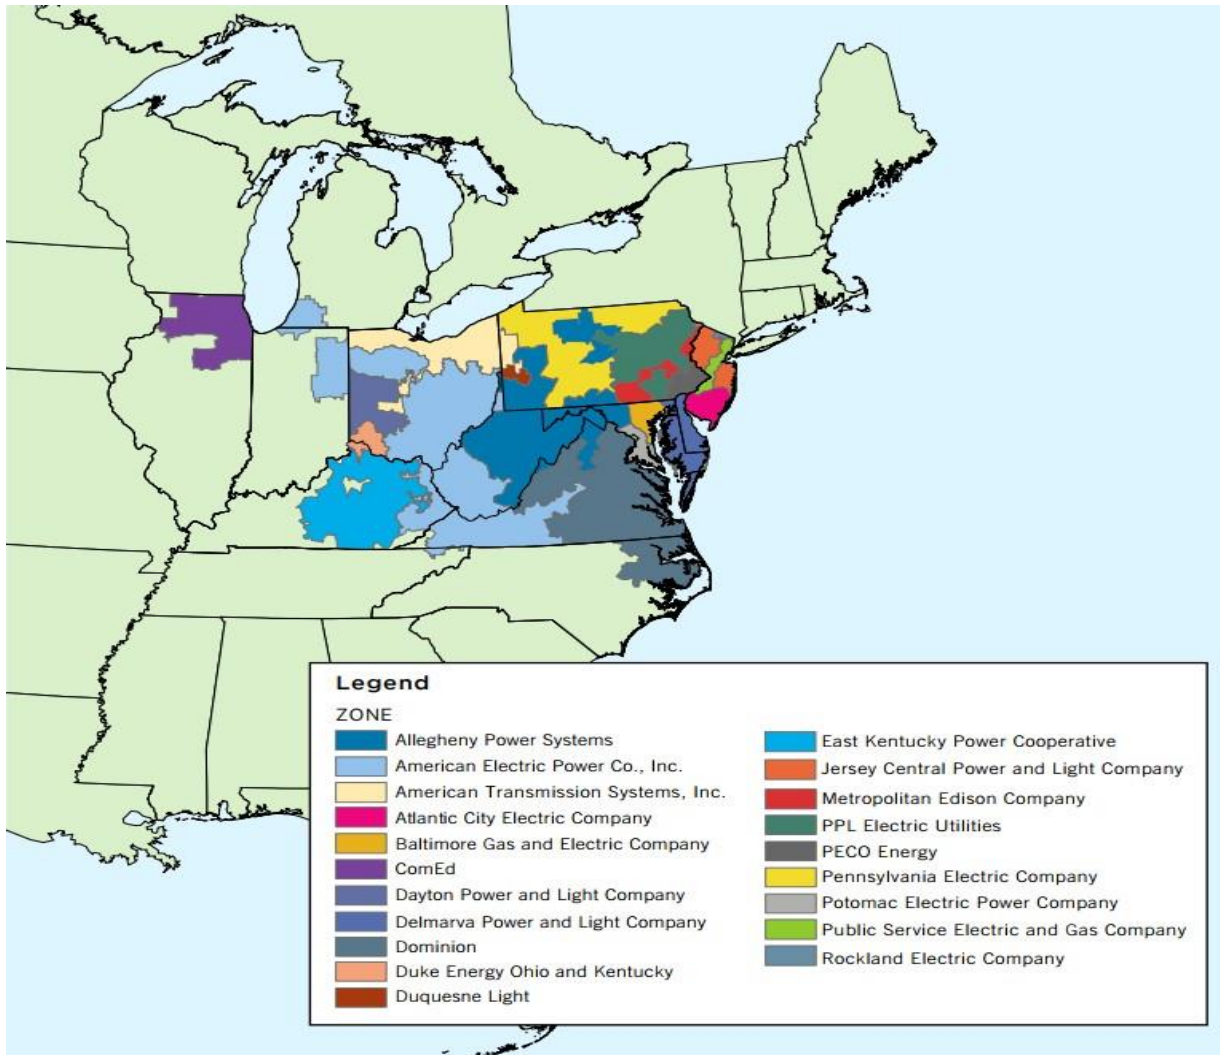 Legend
ZONE
Allegheny Power Systems
American Electric Power Co., Inc.
American Transmission Systems, Inc.
Atlantic City Electric Company
Baltimore Gas and Electric Company
ComEd
Dayton Power and Light Company
Delmarva Power and Light Company
Dominion
Duke Energy Ohio and Kentucky
Duquesne Light
East Kentucky Power Cooperative
Jersey Central Power and Light Company
Metropolitan Edison Company
PPL Electric Utilities
PECO Energy
Pennsylvania Electric Company
Potomac Electric Power Company
Public Service Electric and Gas Company
Rockland Electric Company